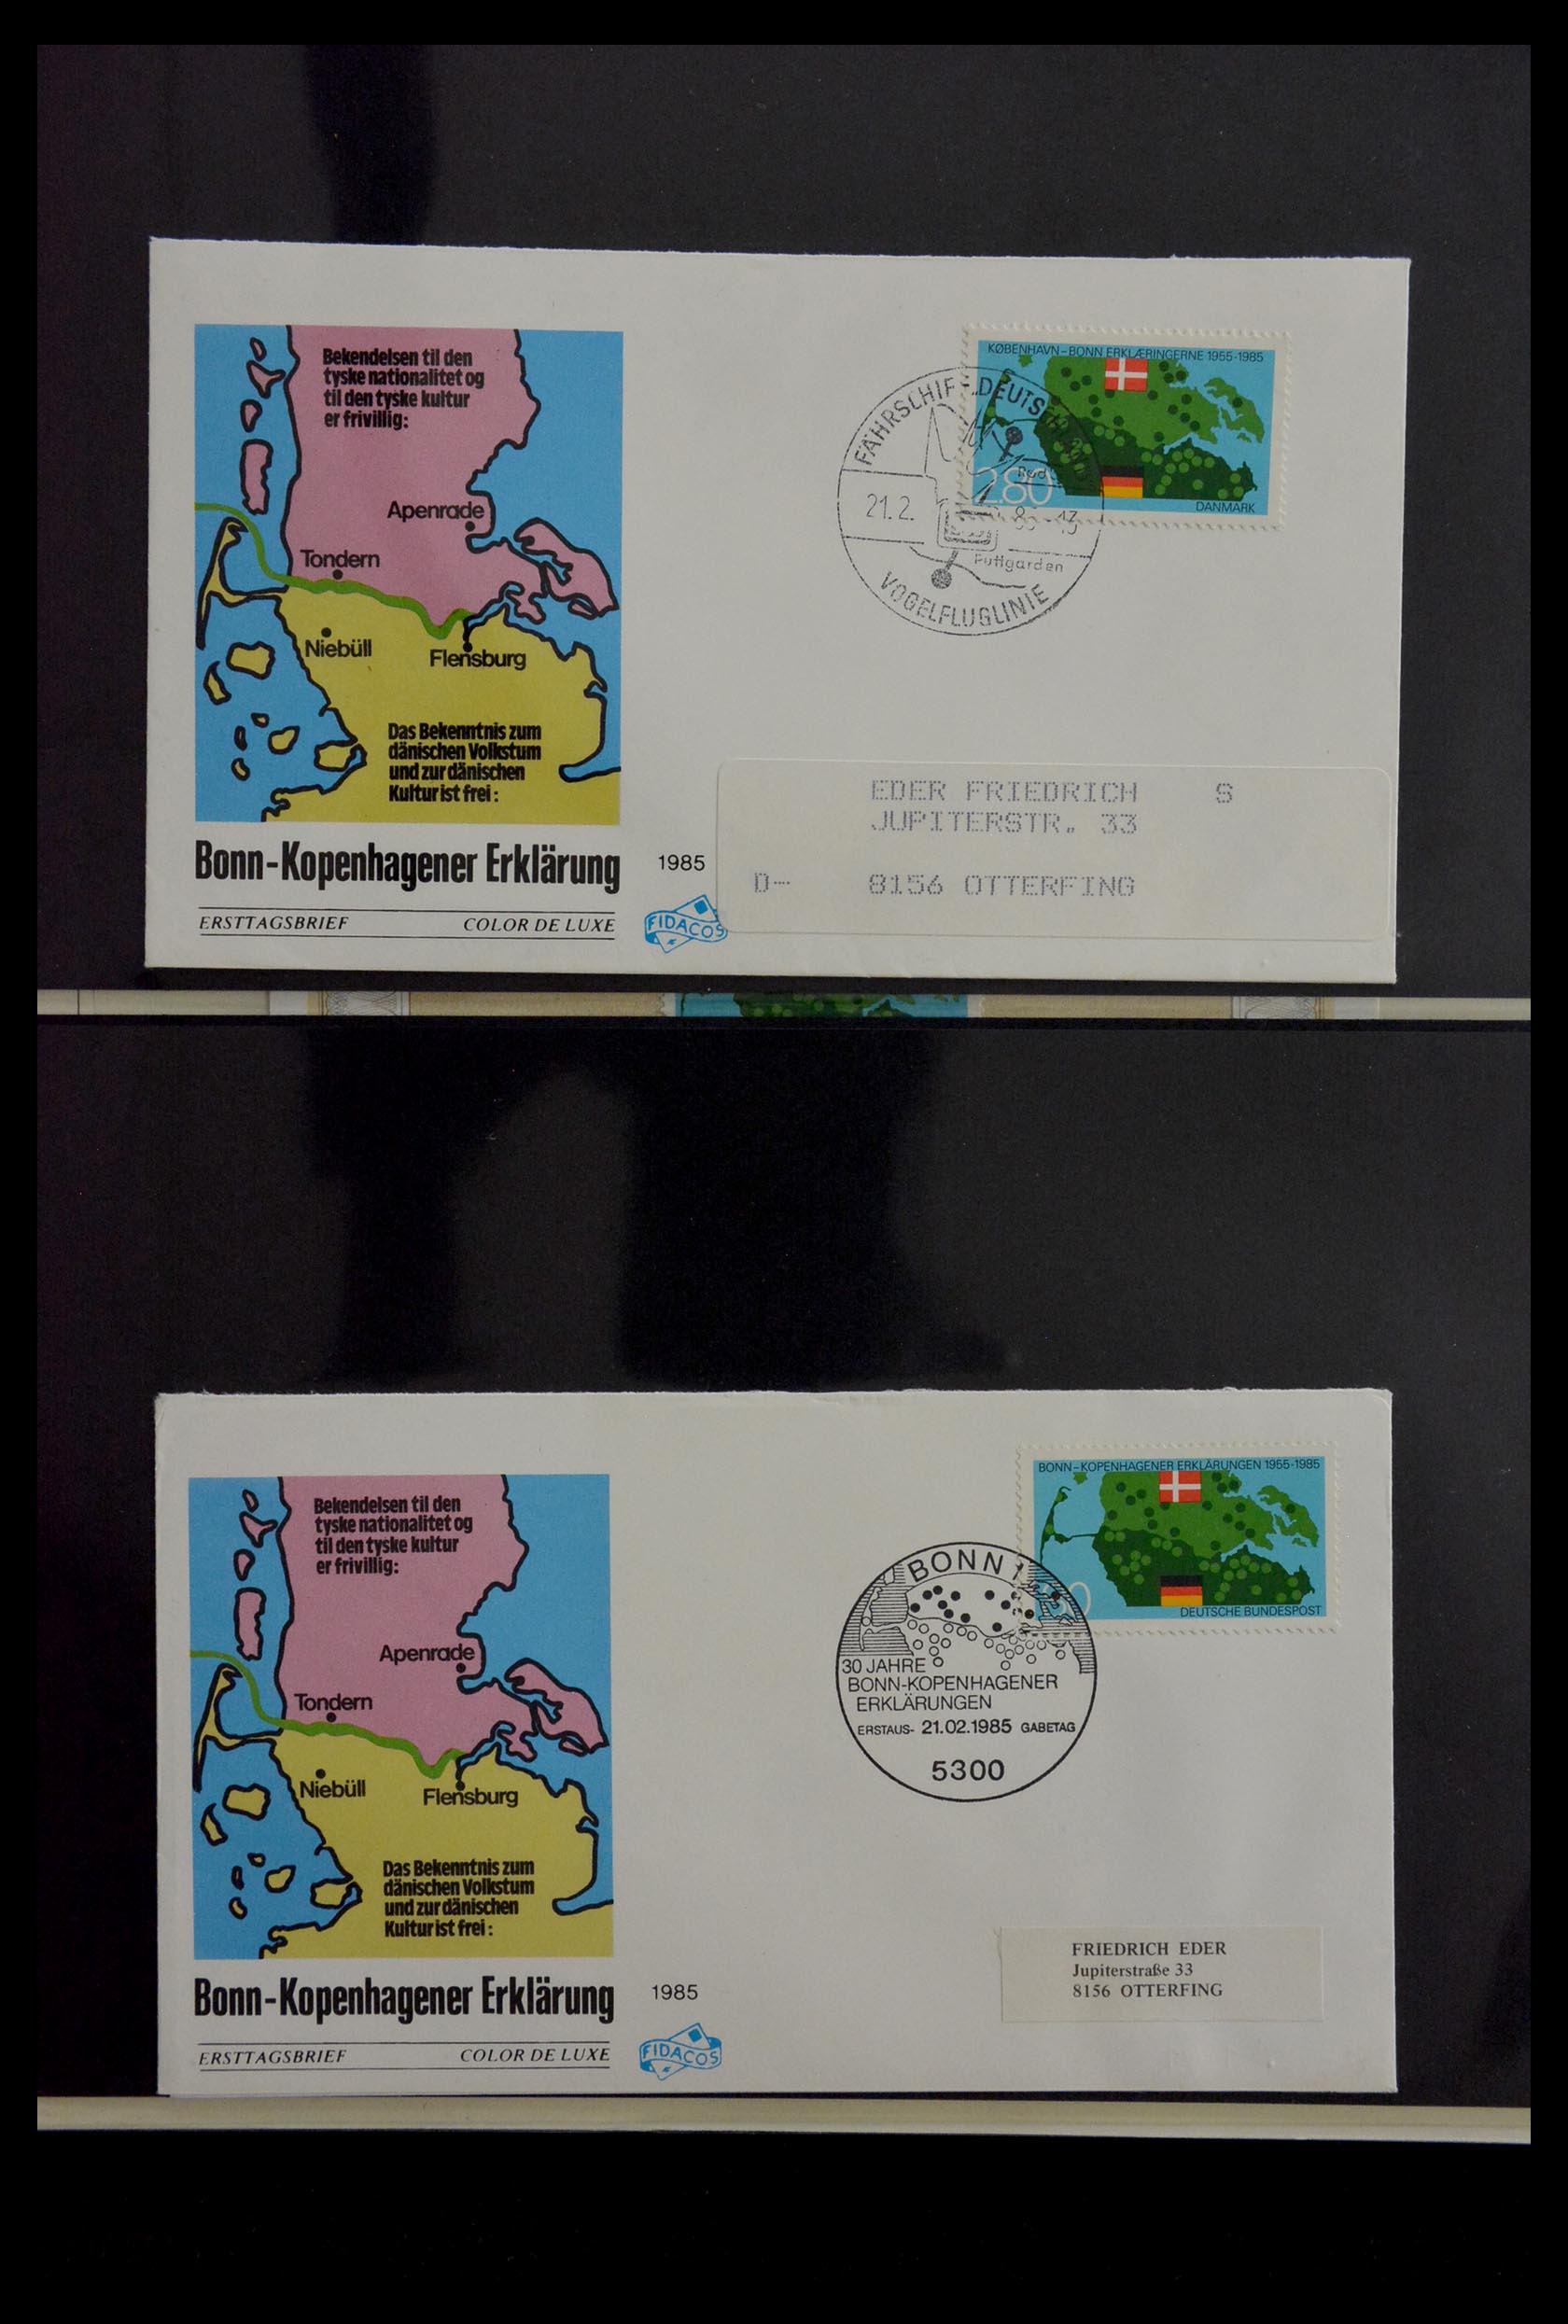 Bekendelsen til den
tyske nationalitet og
til den tyske kultur
er frivillig:
Apenrade
Tondern
Niebüll
Flensburg
Das Bekenntnis zum
dänischen Volkstum
und zur dänischen
Kultur ist frei:
Bonn-Kopenhagener Erklärung
1985
ERSTTAGSBRIEF COLOR DE LUXE
FIDACOS
KØBENHAVN-BONN ERKLÆRINGERNE 1955-1985
2.80
DANMARK
FÄHRSCHIFF
21.2.
Puttgarden
VOGELFLUGLINIE
EDER FRIEDRICH S
JUPITERSTR. 33
D- 8156 OTTERFING
Bekendelsen til den
tyske nationalitet og
til den tyske kultur
er frivillig:
Apenrade
Tondern
Niebüll
Flensburg
Das Bekenntnis zum
dänischen Volkstum
und zur dänischen
Kultur ist frei:
Bonn-Kopenhagener Erklärung
1985
ERSTTAGSBRIEF COLOR DE LUXE
FIDACOS
BONN-KOPENHAGENER ERKLÄRUNGEN 1955-1985
DEUTSCHE BUNDESPOST
BONN 1
30 JAHRE
BONN-KOPENHAGENER
ERKLÄRUNGEN
ERSTAUS- 21.02.1985 GABETAG
5300
FRIEDRICH EDER
Jupiterstraße 33
8156 OTTERFING